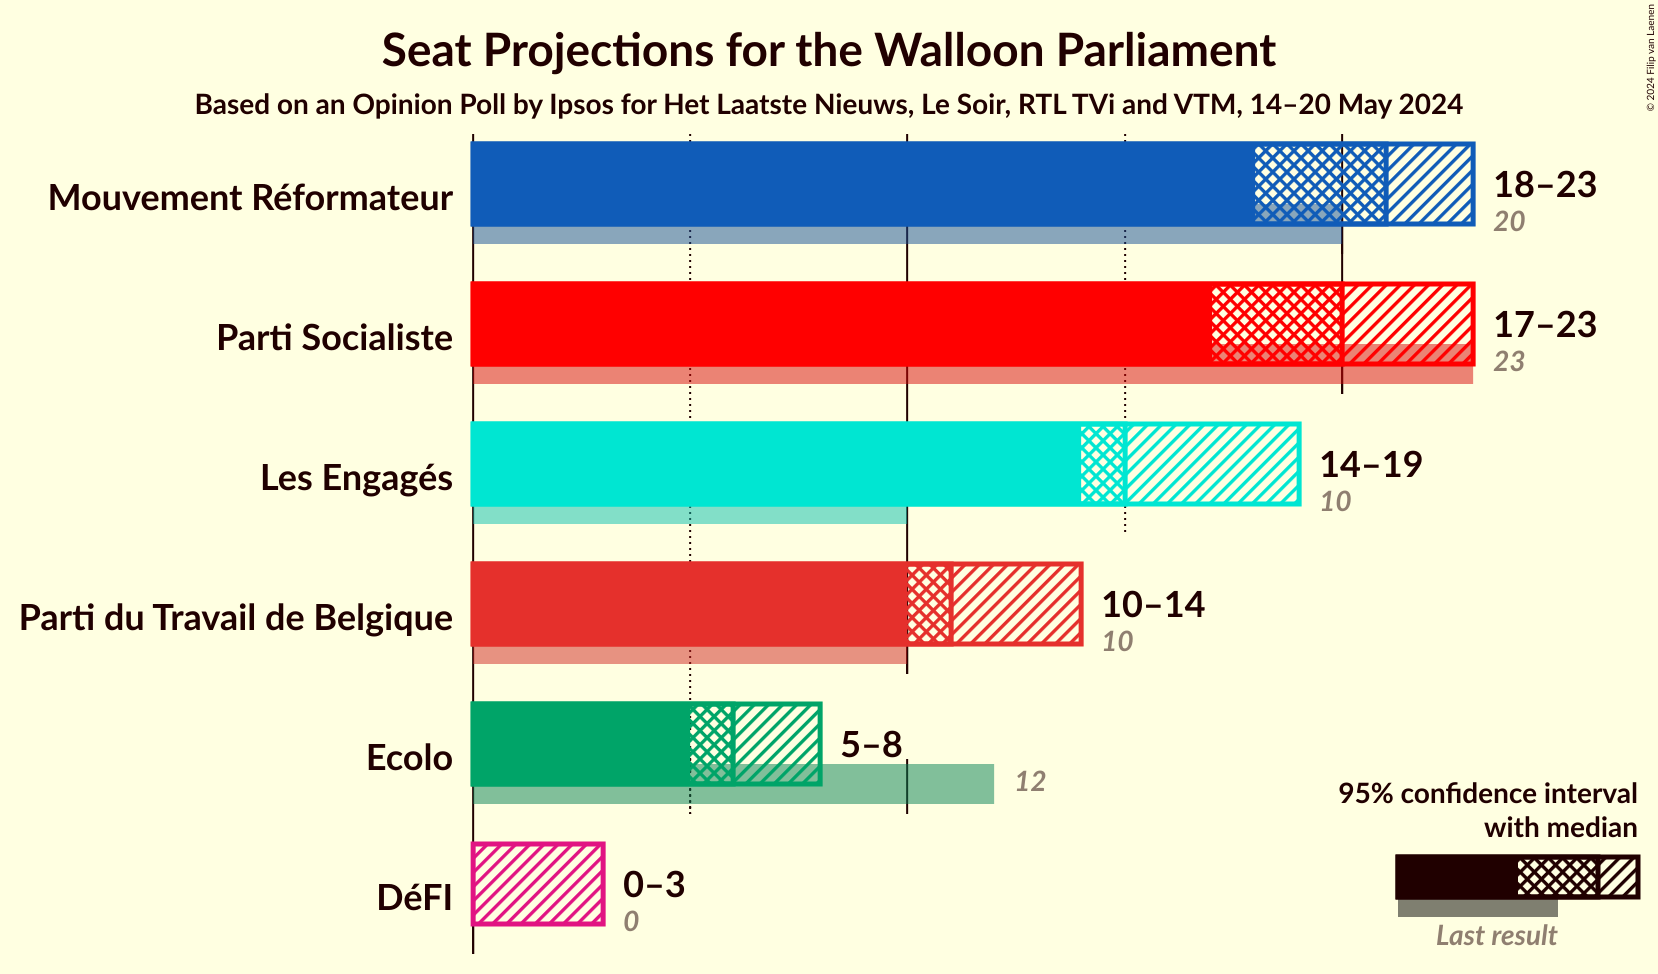 Seat Projections for the Walloon Parliament
Based on an Opinion Poll by Ipsos for Het Laatste Nieuws, Le Soir, RTL TVi and VTM, 14–20 May 2024
© 2024 Filip van Laenen
Mouvement Réformateur
18–23
20
Parti Socialiste
17–23
23
Les Engagés
14–19
10
Parti du Travail de Belgique
10–14
10
Ecolo
5–8
12
DéFI
0–3
0
95% confidence interval
with median
Last result